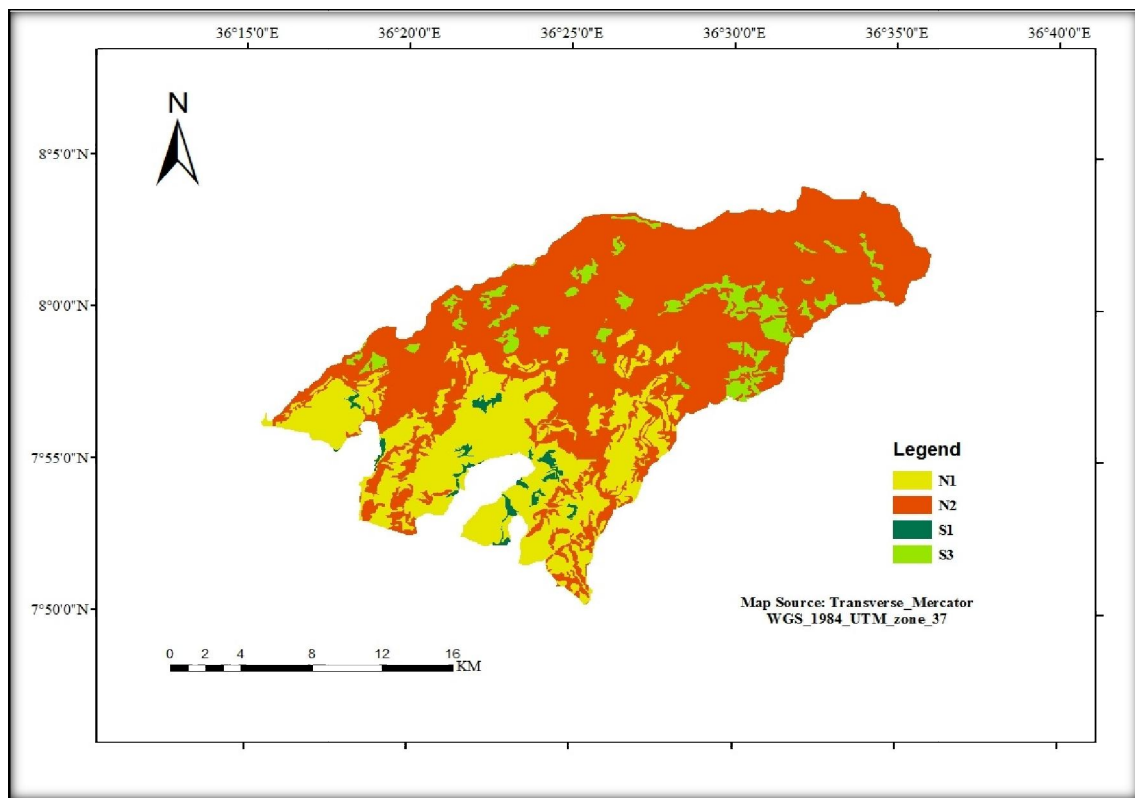 36°15'0"E 36°20'0"E 36°25'0"E 36°30'0"E 36°35'0"E 36°40'0"E
N
8°5'0"N
8°0'0"N
7°55'0"N
7°50'0"N
Legend
N1
N2
S1
S3
Map Source: Transverse_Mercator
WGS_1984_UTM_zone_37
0 2 4 8 12 16
KM